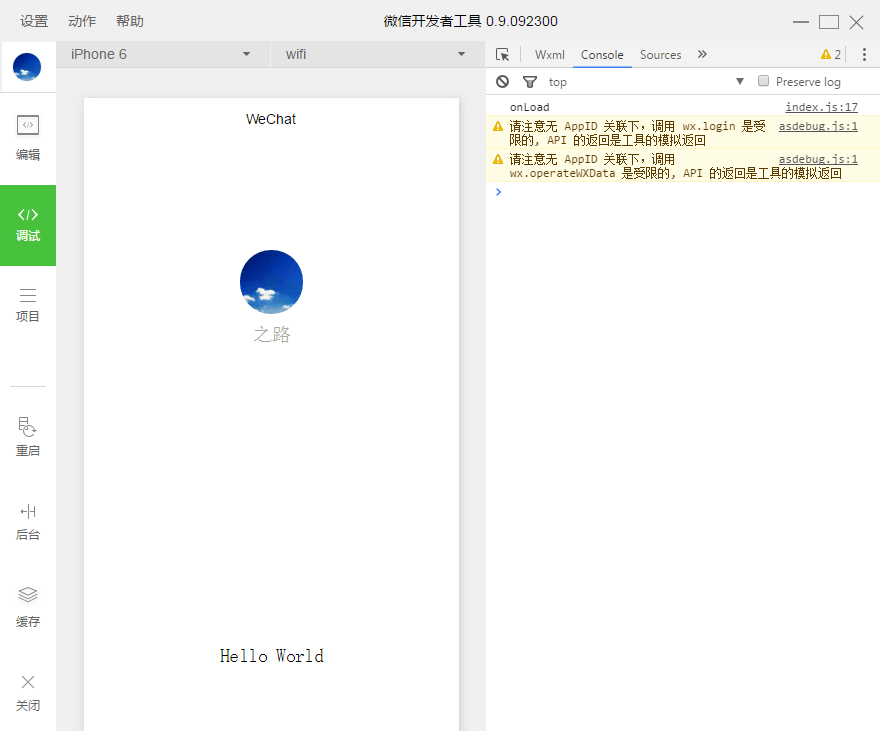 设置 动作 帮助 微信开发者工具 0.9.092300
iPhone 6 wifi
Wxml Console Sources » 2
top Preserve log
编辑
调试
项目
重启
后台
缓存
关闭
WeChat
之路
Hello World
onLoad index.js:17
请注意无 AppID 关联下，调用 wx.login 是受 asdebug.js:1
限的, API 的返回是工具的模拟返回
请注意无 AppID 关联下，调用 asdebug.js:1
wx.operateWXData 是受限的, API 的返回是工具的模拟返回